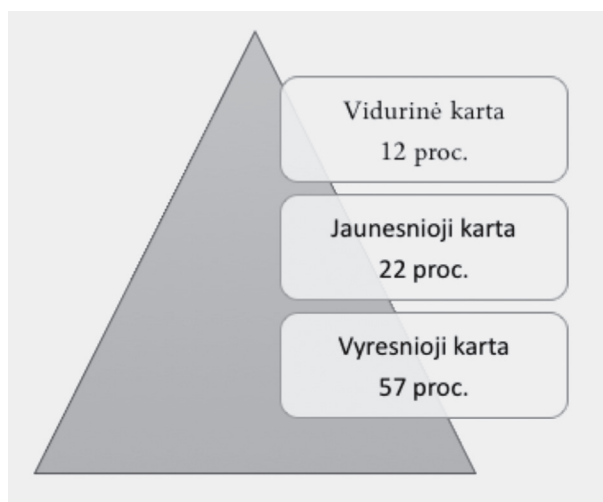 Vidurinė karta
12 proc.
Jaunesnioji karta
22 proc.
Vyresnioji karta
57 proc.